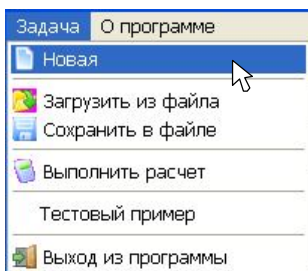 Задача О программе
Новая
Загрузить из файла
Сохранить в файле
Выполнить расчет
Тестовый пример
Выход из программы